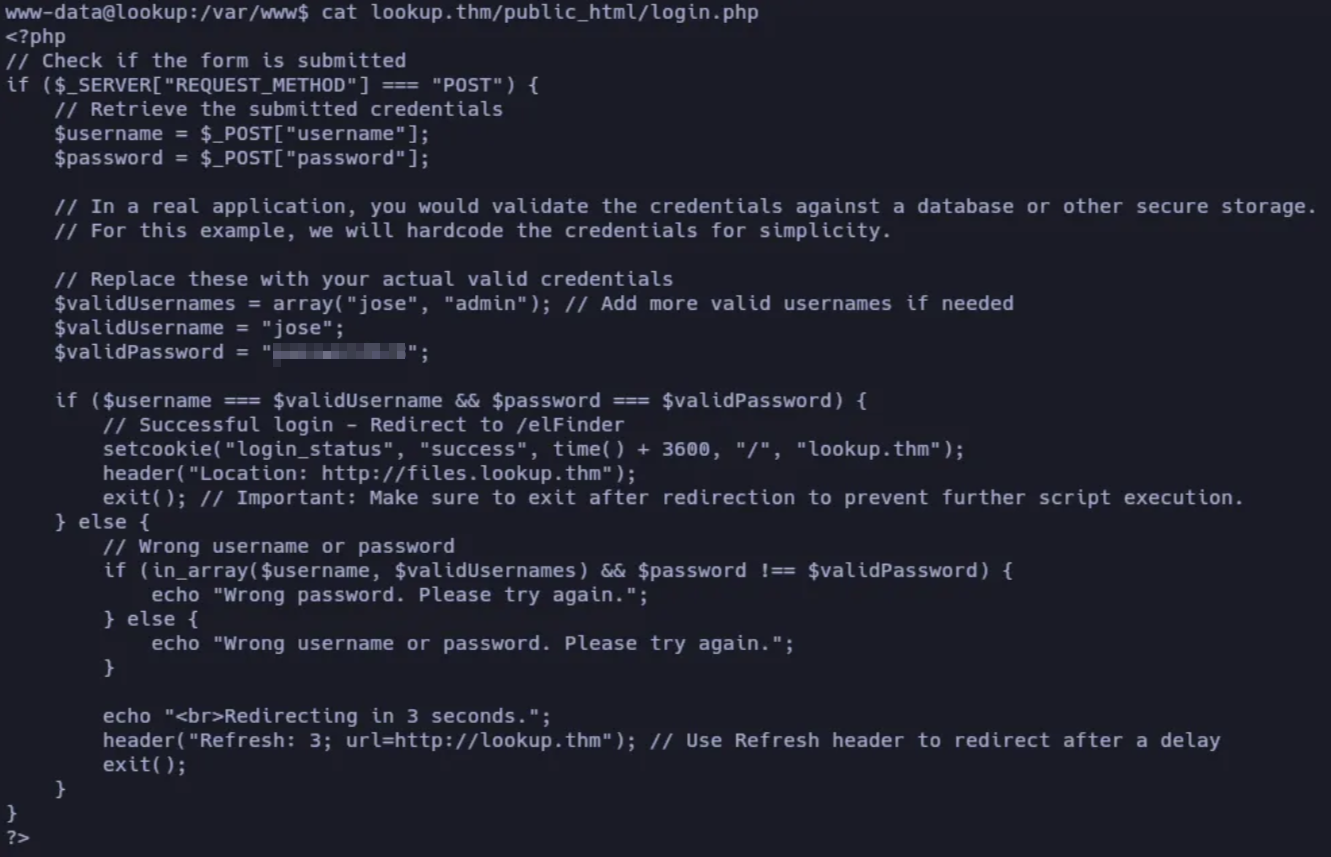 www-data@lookup:/var/www$ cat lookup.thm/public_html/login.php
<?php
// Check if the form is submitted
if ($_SERVER["REQUEST_METHOD"] === "POST") {
    // Retrieve the submitted credentials
    $username = $_POST["username"];
    $password = $_POST["password"];

    // In a real application, you would validate the credentials against a database or other secure storage.
    // For this example, we will hardcode the credentials for simplicity.

    // Replace these with your actual valid credentials
    $validUsernames = array("jose", "admin"); // Add more valid usernames if needed
    $validUsername = "jose";
    $validPassword = "";

    if ($username === $validUsername && $password === $validPassword) {
        // Successful login - Redirect to /elFinder
        setcookie("login_status", "success", time() + 3600, "/", "lookup.thm");
        header("Location: http://files.lookup.thm");
        exit(); // Important: Make sure to exit after redirection to prevent further script execution.
    } else {
        // Wrong username or password
        if (in_array($username, $validUsernames) && $password !== $validPassword) {
            echo "Wrong password. Please try again.";
        } else {
            echo "Wrong username or password. Please try again.";
        }

        echo "<br>Redirecting in 3 seconds.";
        header("Refresh: 3; url=http://lookup.thm"); // Use Refresh header to redirect after a delay
        exit();
    }
}
?>